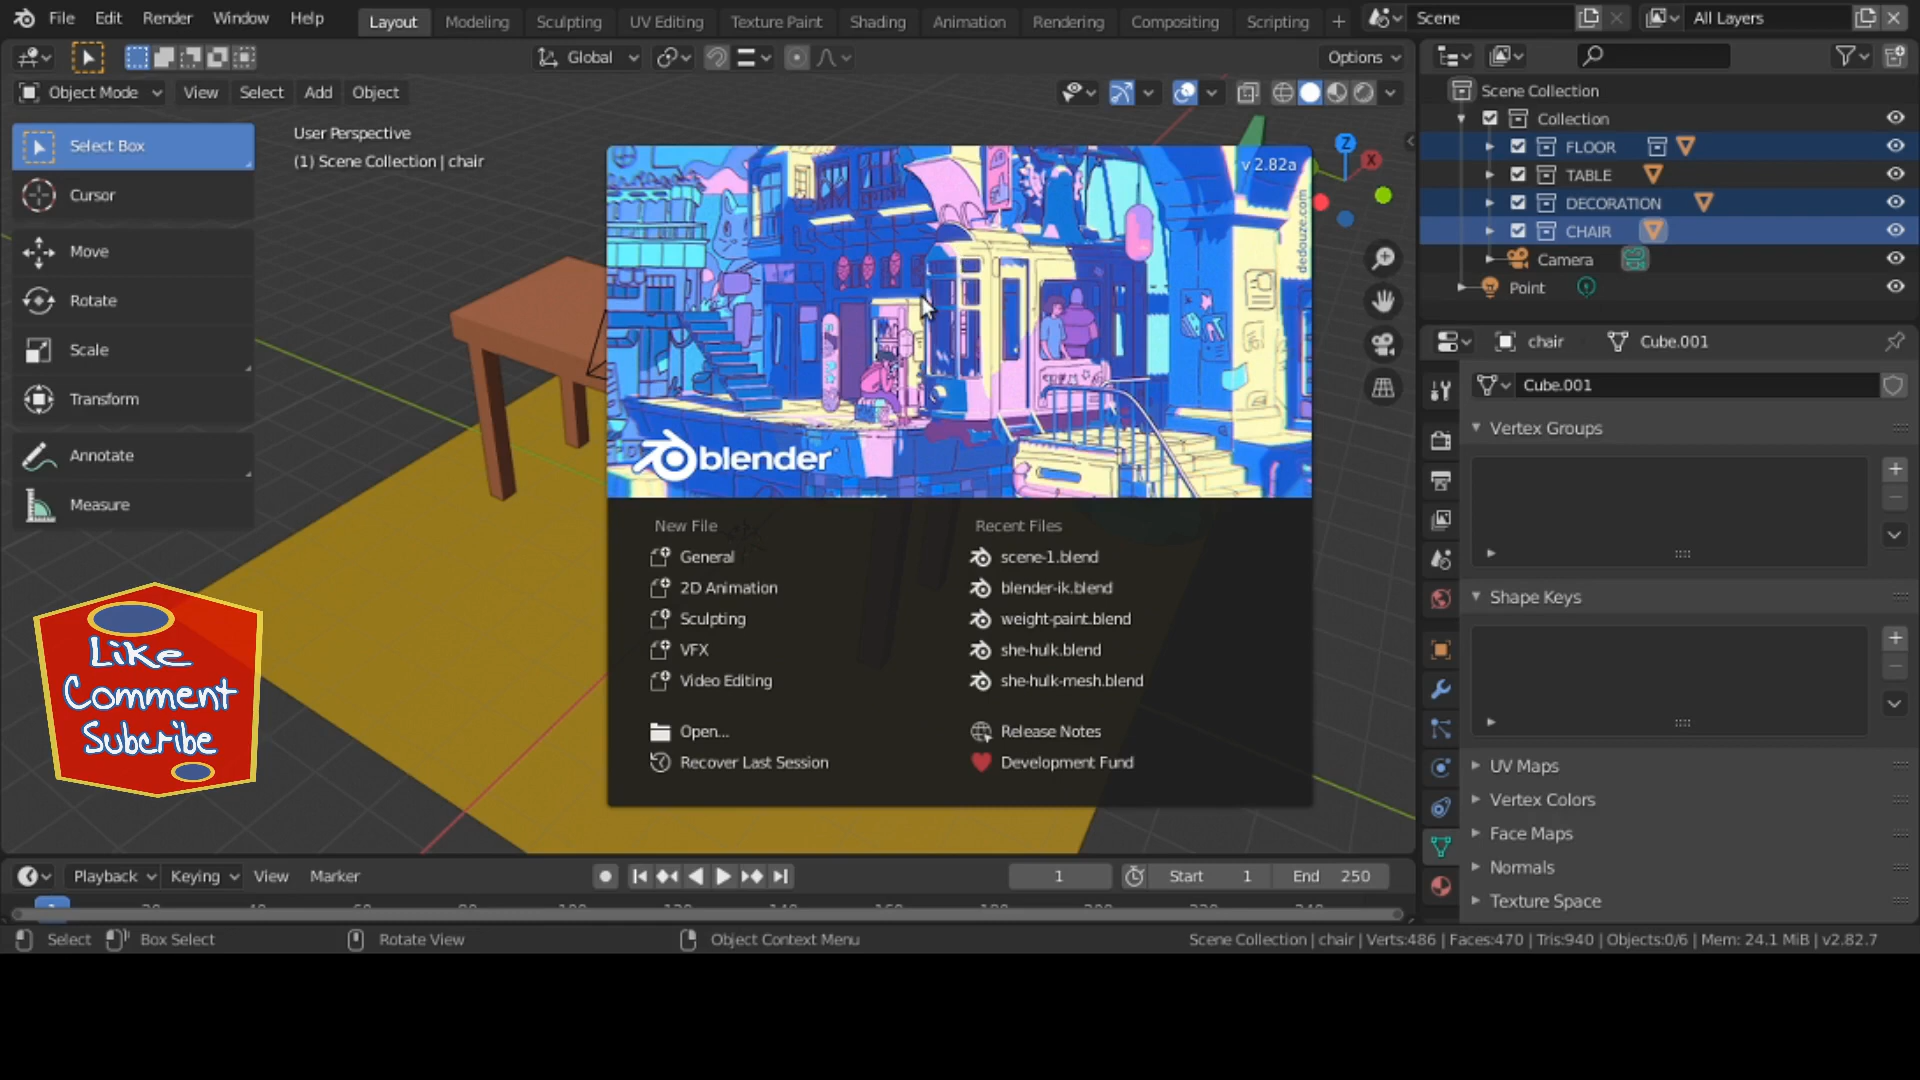 File Edit Render Window Help Layout Modeling Sculpting UV Editing Texture Paint Shading Animation Rendering Compositing Scripting + Scene All Layers
Global Options
Object Mode View Select Add Object
Scene Collection
Collection
FLOOR
TABLE
DECORATION
CHAIR
Camera
Point
Select Box
Cursor
Move
Rotate
Scale
Transform
Annotate
Measure
User Perspective
(1) Scene Collection | chair
v 2.82a
dedouze.com
blender
Z
X
New File
General
2D Animation
Sculpting
VFX
Video Editing
Open...
Recover Last Session
Recent Files
scene-1.blend
blender-ik.blend
weight-paint.blend
she-hulk.blend
she-hulk-mesh.blend
Release Notes
Development Fund
Like
Comment
Subcribe
chair Cube.001
Cube.001
Vertex Groups
Shape Keys
UV Maps
Vertex Colors
Face Maps
Normals
Texture Space
Playback Keying View Marker 1 Start 1 End 250
Select Box Select Rotate View Object Context Menu Scene Collection | chair | Verts:486 | Faces:470 | Tris:940 | Objects:0/6 | Mem: 24.1 MiB | v2.82.7